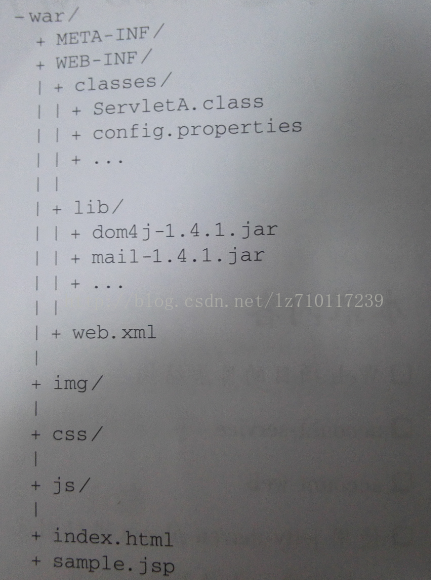 -war/
+ META-INF/
+ WEB-INF/
| + classes/
| | + ServletA.class
| | + config.properties
| | + ...
| |
| + lib/
| | + dom4j-1.4.1.jar
| | + mail-1.4.1.jar
| | + ...
| |
| + web.xml
|
+ img/
|
+ css/
|
+ js/
|
+ index.html
+ sample.jsp
blog.csdn.net/lz710117239